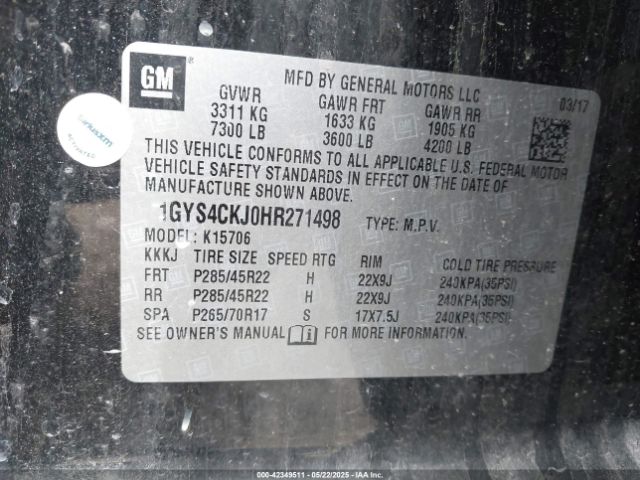 GM
MFD BY GENERAL MOTORS LLC
03/17
GVWR GAWR FRT GAWR RR
3311 KG 1633 KG 1905 KG
7300 LB 3600 LB 4200 LB
THIS VEHICLE CONFORMS TO ALL APPLICABLE U.S. FEDERAL MOTOR
VEHICLE SAFETY STANDARDS IN EFFECT ON THE DATE OF
MANUFACTURE SHOWN ABOVE.
1GYS4CKJ0HR271498 TYPE: M.P.V.
MODEL: K15706
KKKJ TIRE SIZE SPEED RTG RIM COLD TIRE PRESSURE
FRT P285/45R22 H 22X9J 240KPA(35PSI)
RR P285/45R22 H 22X9J 240KPA(35PSI)
SPA P265/70R17 S 17X7.5J 240KPA(35PSI)
SEE OWNER'S MANUAL FOR MORE INFORMATION.
siriusxm
ACTIVATED
000-42349511 - 05/22/2025 - IAAI.COM